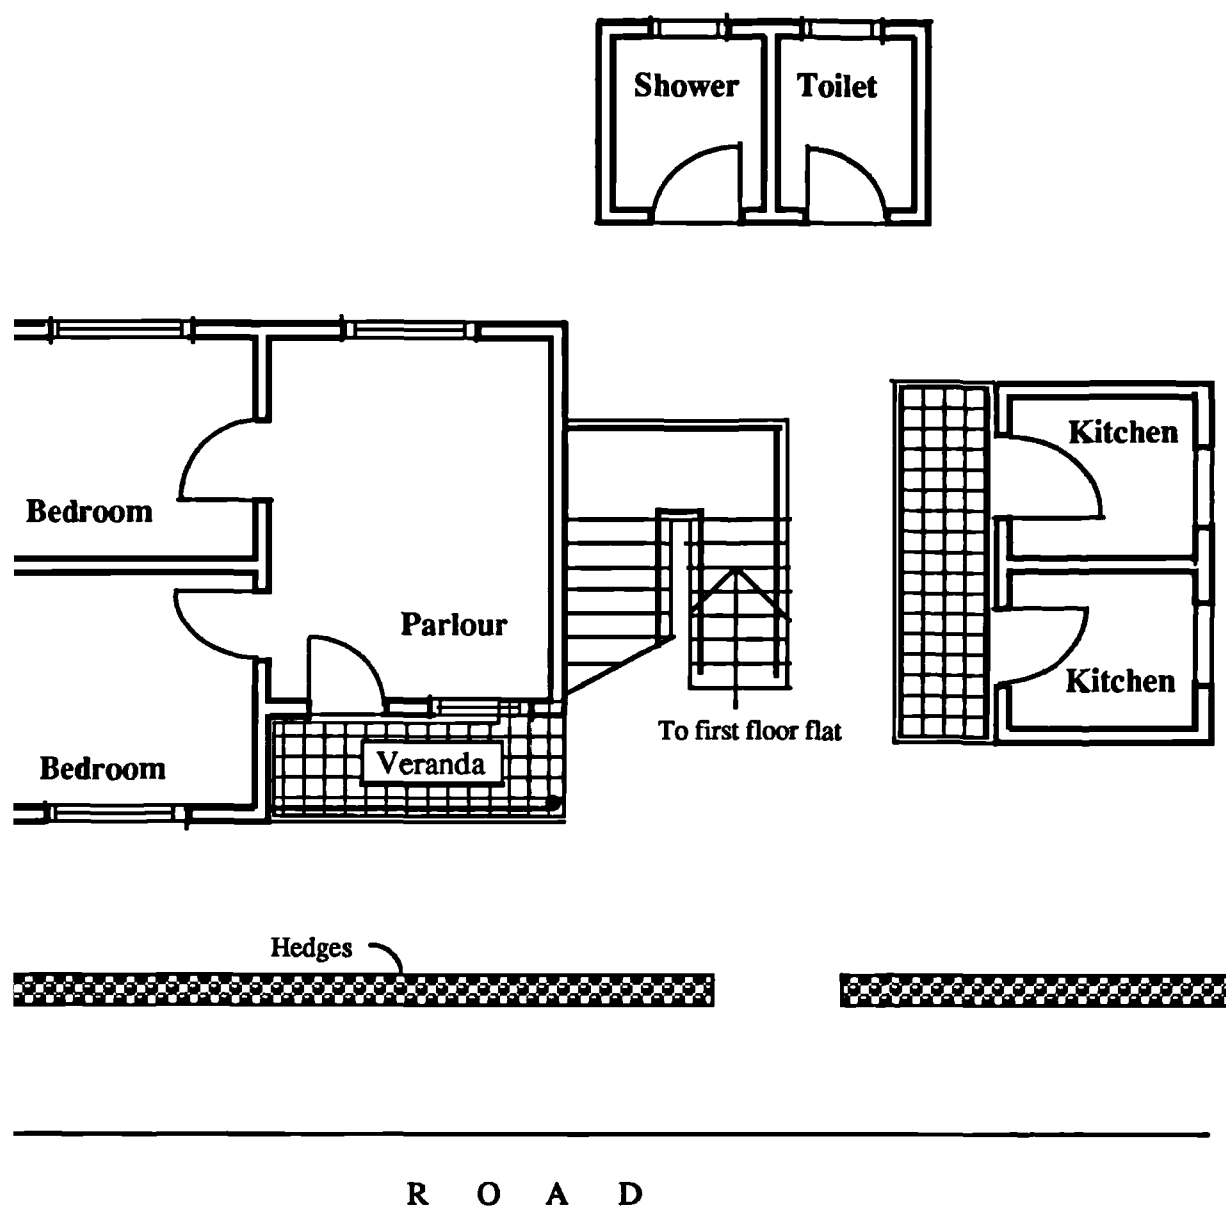 Shower
Toilet
Kitchen
Bedroom
Parlour
Kitchen
To first floor flat
Veranda
Bedroom
Hedges
R O A D